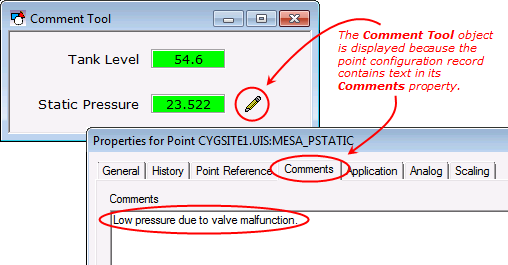 Comment Tool
Tank Level 54.6
Static Pressure 23.522
The Comment Tool object
is displayed because the
point configuration record
contains text in its
Comments property.
Properties for Point CYGSITE1.UIS:MESA_PSTATIC
General History Point Reference Comments Application Analog Scaling
Comments
Low pressure due to valve malfunction.